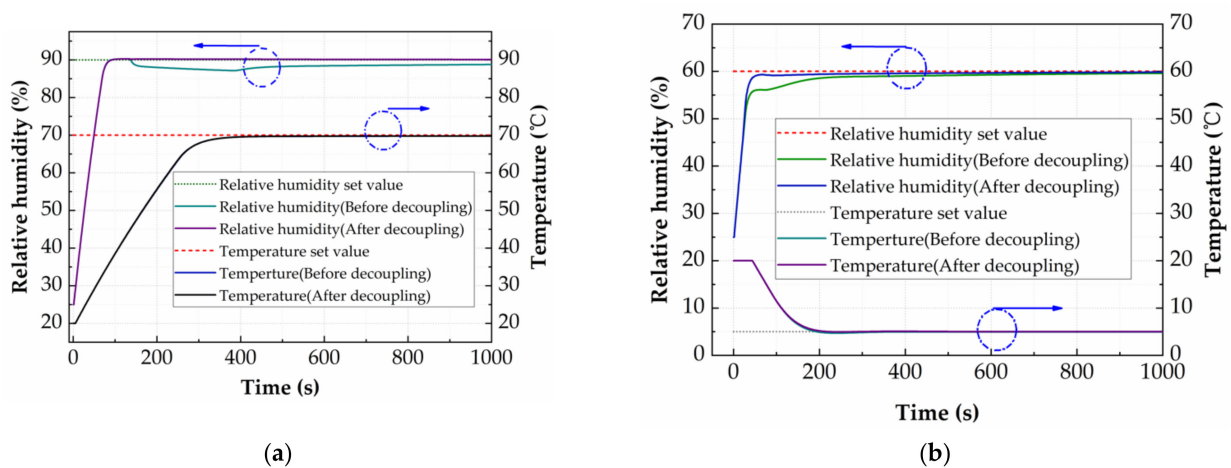 Relative humidity (%)
90
80
70
60
50
40
30
20
Relative humidity set value
Relative humidity(Before decoupling)
Relative humidity(After decoupling)
Temperature set value
Temperture(Before decoupling)
Temperature(After decoupling)
90
80
70
60
50
40
30
20
Temperature (℃)
0 200 400 600 800 1000
Time (s)
(a)
Relative humidity (%)
70
60
50
40
30
20
10
0
Relative humidity set value
Relative humidity(Before decoupling)
Relative humidity(After decoupling)
Temperature set value
Temperture(Before decoupling)
Temperature(After decoupling)
70
60
50
40
30
20
10
0
Temperature (℃)
0 200 400 600 800 1000
Time (s)
(b)